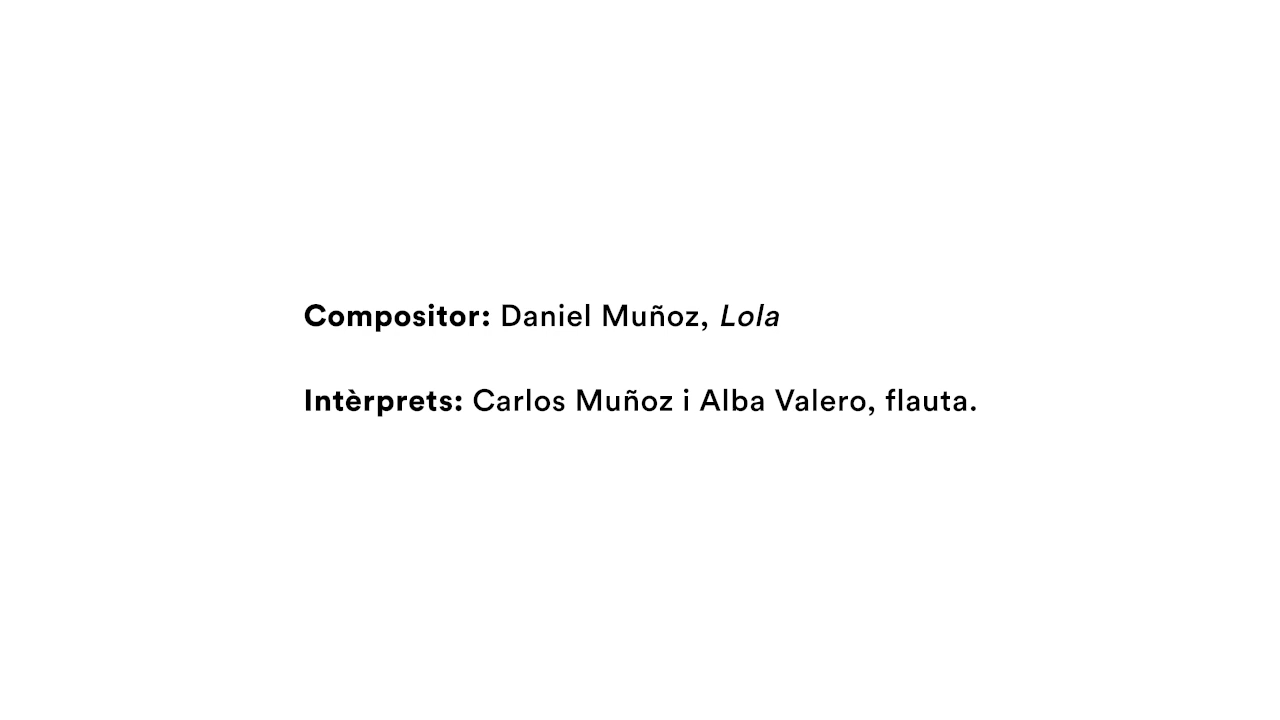 Compositor: Daniel Muñoz, Lola
Intèrprets: Carlos Muñoz i Alba Valero, flauta.